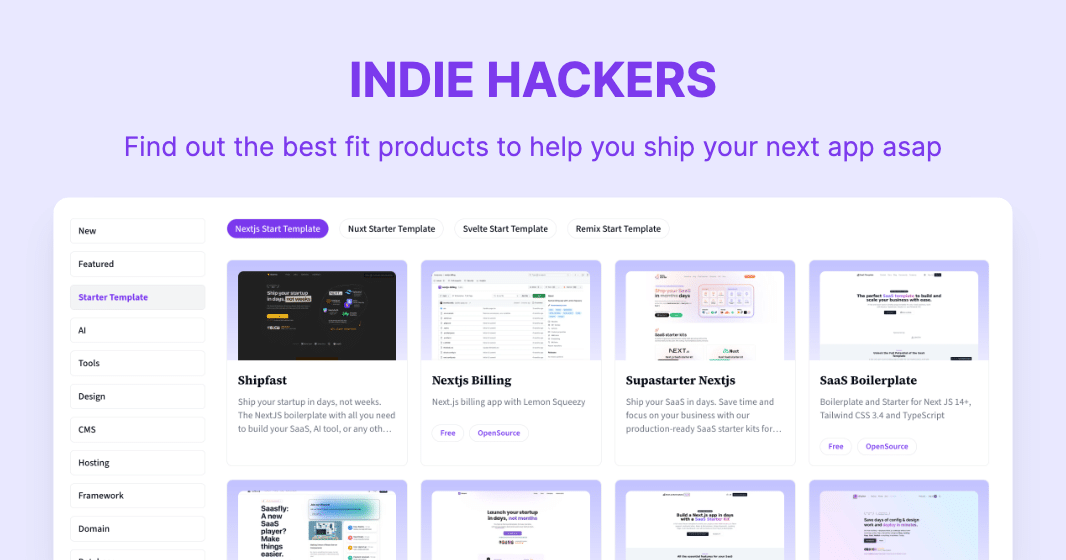 INDIE HACKERS
Find out the best fit products to help you ship your next app asap
New
Featured
Starter Template
AI
Tools
Design
CMS
Hosting
Framework
Domain
Nextjs Start Template
Nuxt Starter Template
Svelte Start Template
Remix Start Template
Ship your startup
in days, not months
Shipfast
Ship your startup in days, not weeks.
The NextJS boilerplate with all you need
to build your SaaS, AI tool, or any oth...
Nextjs Billing
Next.js billing app with Lemon Squeezy
Free
OpenSource
Ship your SaaS
in months days
SaaS starter kits
NEXT
Nuxt
Supastarter Nextjs
Ship your SaaS in days. Save time and
focus on your business with our
production-ready SaaS starter kits for...
The perfect SaaS template to build and
scale your business with ease.
SaaS Boilerplate
Boilerplate and Starter for Next JS 14+,
Tailwind CSS 3.4 and TypeScript
Free
OpenSource
Saasfly:
A new
SaaS
player?
Make
things
easier.
Launch your startup
in days, not months
Build a Next.js app in days
with a SaaS Starter Kit
Save days of config & design
work and deploy in minutes.